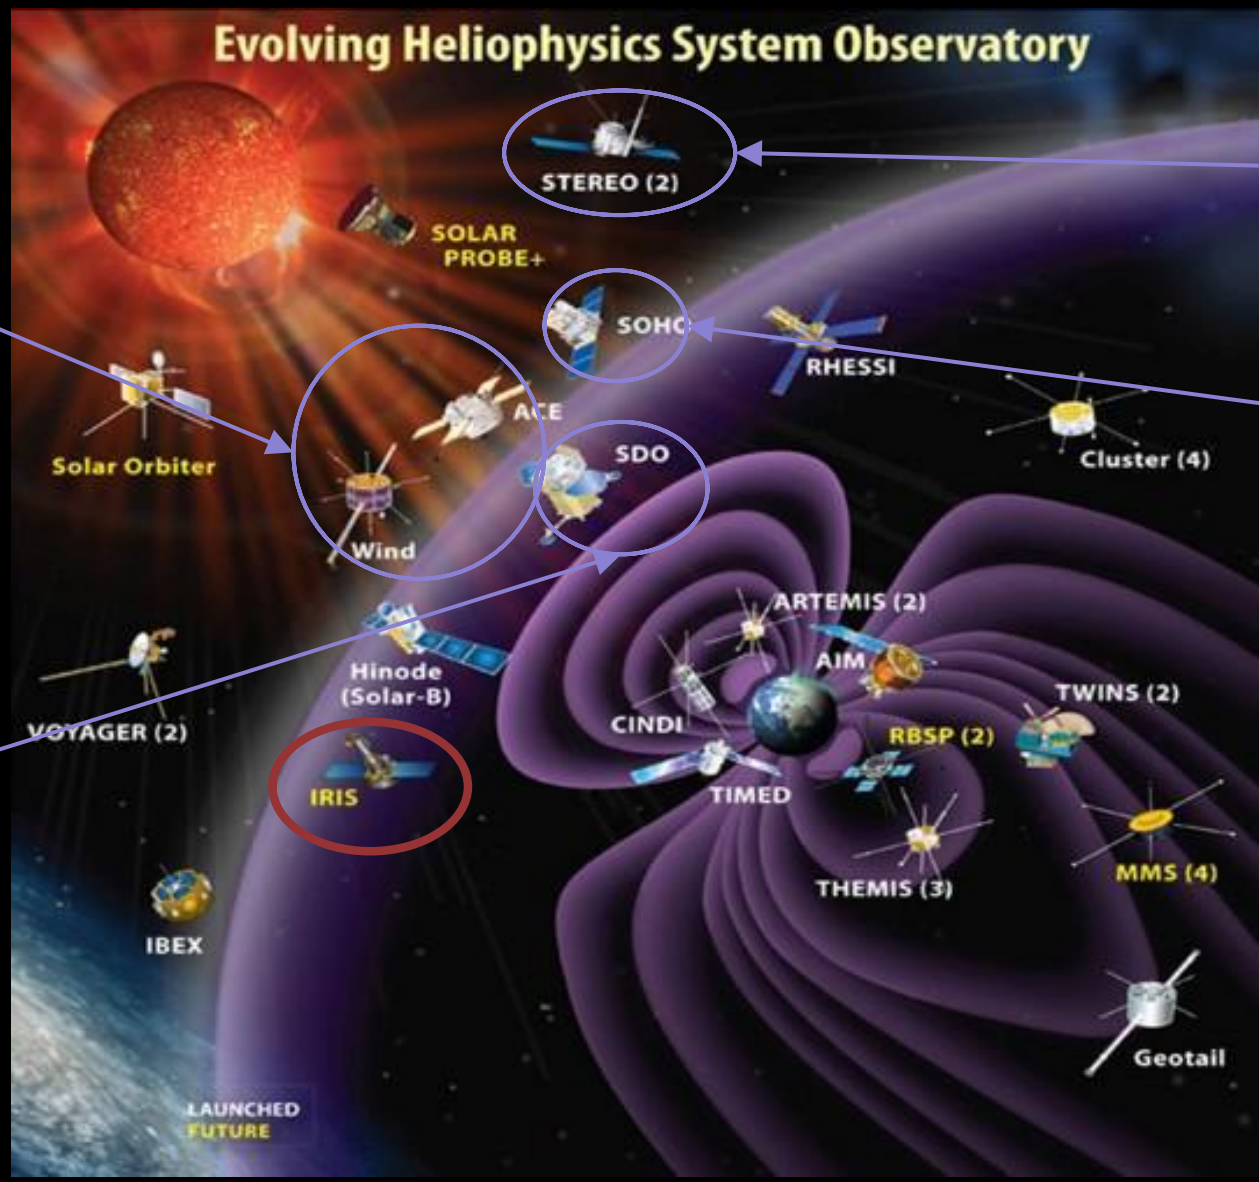 Evolving Heliophysics System Observatory
STEREO (2)
SOLAR
PROBE+
SOHO
RHESSI
ACE
Solar Orbiter
SDO
Cluster (4)
Wind
ARTEMIS (2)
AIM
Hinode
(Solar-B)
TWINS (2)
VOYAGER (2)
CINDI
RBSP (2)
IRIS
TIMED
MMS (4)
THEMIS (3)
IBEX
Geotail
LAUNCHED
FUTURE